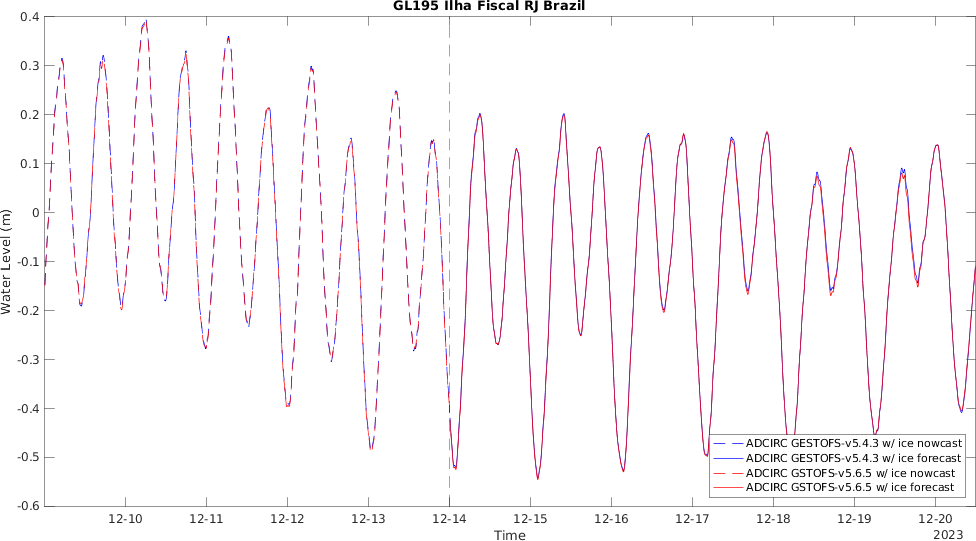 GL195 Ilha Fiscal RJ Brazil
0.4
0.3
0.2
0.1
0
-0.1
-0.2
-0.3
-0.4
-0.5
-0.6
Water Level (m)
ADCIRC GESTOFS-v5.4.3 w/ ice nowcast
ADCIRC GESTOFS-v5.4.3 w/ ice forecast
ADCIRC GSTOFS-v5.6.5 w/ ice nowcast
ADCIRC GSTOFS-v5.6.5 w/ ice forecast
12-10 12-11 12-12 12-13 12-14 12-15 12-16 12-17 12-18 12-19 12-20
Time
2023